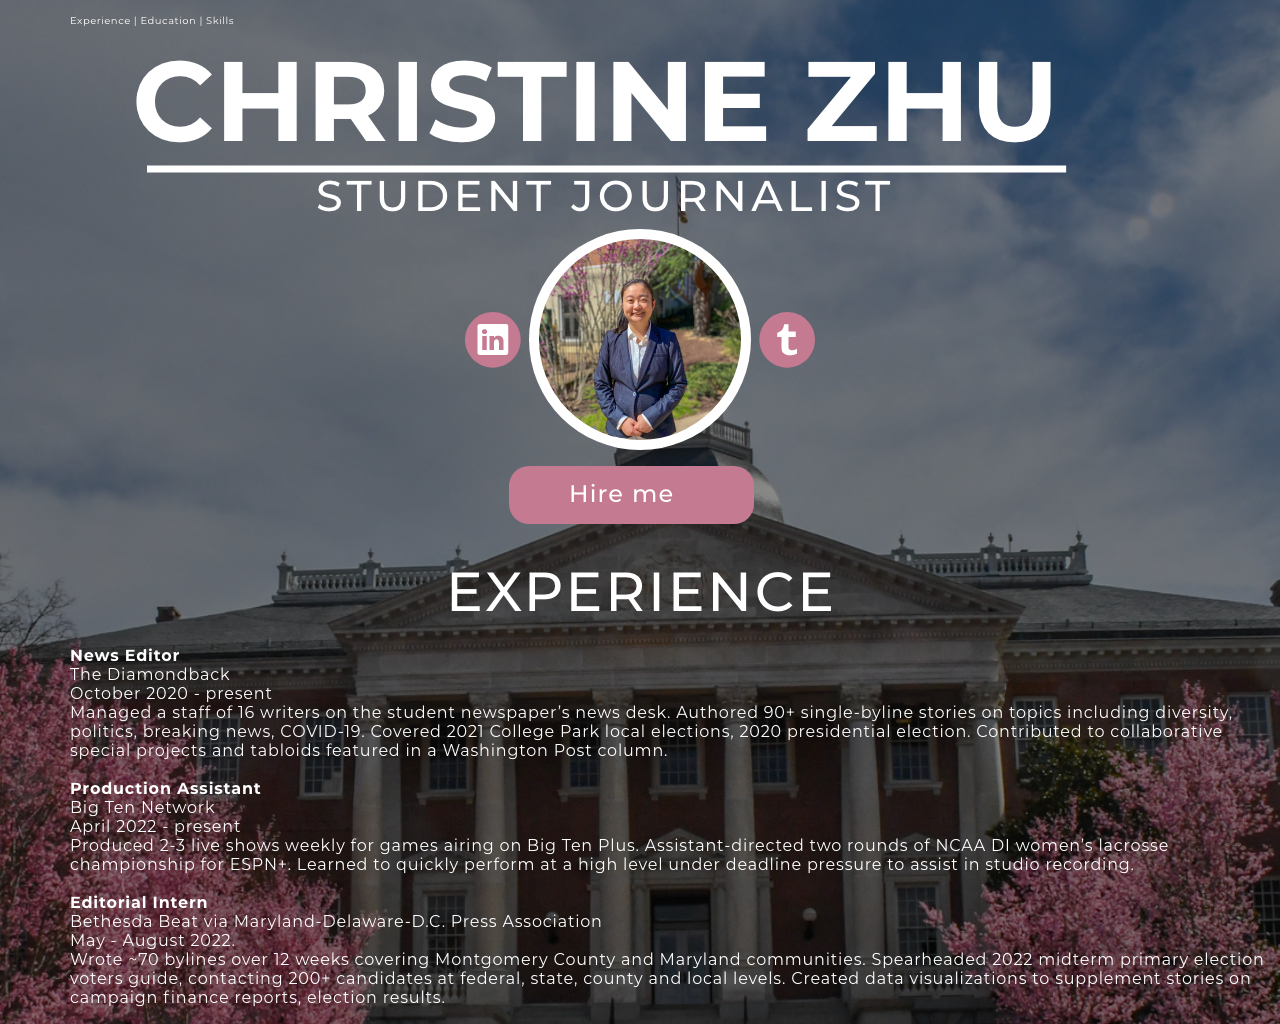 Experience | Education | Skills
CHRISTINE ZHU
STUDENT JOURNALIST
in
t
Hire me
EXPERIENCE
News Editor
The Diamondback
October 2020 - present
Managed a staff of 16 writers on the student newspaper’s news desk. Authored 90+ single-byline stories on topics including diversity,
politics, breaking news, COVID-19. Covered 2021 College Park local elections, 2020 presidential election. Contributed to collaborative
special projects and tabloids featured in a Washington Post column.
Production Assistant
Big Ten Network
April 2022 - present
Produced 2-3 live shows weekly for games airing on Big Ten Plus. Assistant-directed two rounds of NCAA DI women’s lacrosse
championship for ESPN+. Learned to quickly perform at a high level under deadline pressure to assist in studio recording.
Editorial Intern
Bethesda Beat via Maryland-Delaware-D.C. Press Association
May - August 2022.
Wrote ~70 bylines over 12 weeks covering Montgomery County and Maryland communities. Spearheaded 2022 midterm primary election
voters guide, contacting 200+ candidates at federal, state, county and local levels. Created data visualizations to supplement stories on
campaign finance reports, election results.